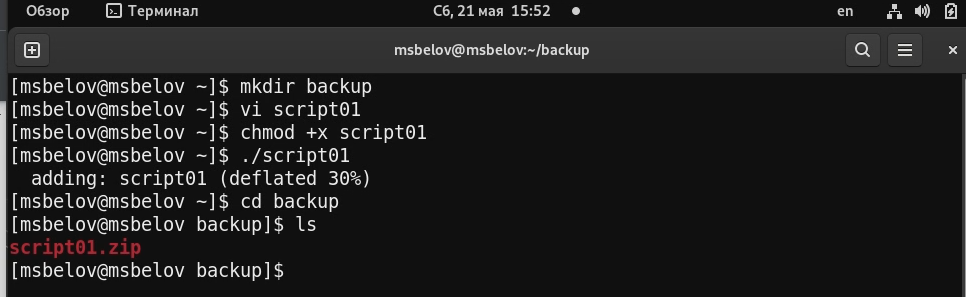 Обзор Терминал Сб, 21 мая 15:52 en
msbelov@msbelov:~/backup
[msbelov@msbelov ~]$ mkdir backup
[msbelov@msbelov ~]$ vi script01
[msbelov@msbelov ~]$ chmod +x script01
[msbelov@msbelov ~]$ ./script01
  adding: script01 (deflated 30%)
[msbelov@msbelov ~]$ cd backup
[msbelov@msbelov backup]$ ls
script01.zip
[msbelov@msbelov backup]$